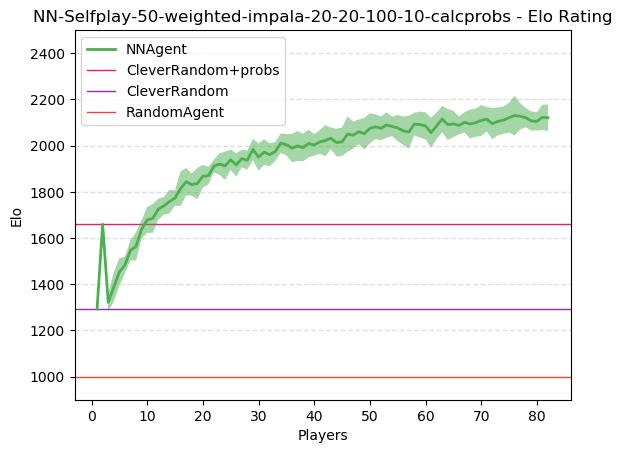 NN-Selfplay-50-weighted-impala-20-20-100-10-calcprobs - Elo Rating
NNAgent
CleverRandom+probs
CleverRandom
RandomAgent
2400
2200
2000
1800
1600
1400
1200
1000
Elo
0 10 20 30 40 50 60 70 80
Players